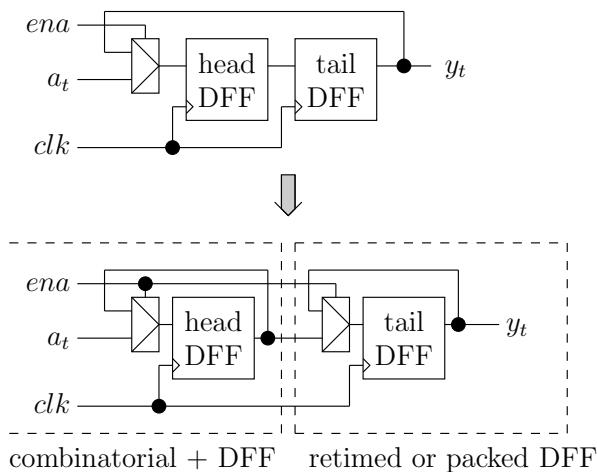 ena
a_t
head DFF
tail DFF
y_t
clk
ena
a_t
head DFF
tail DFF
y_t
clk
combinatorial + DFF
retimed or packed DFF